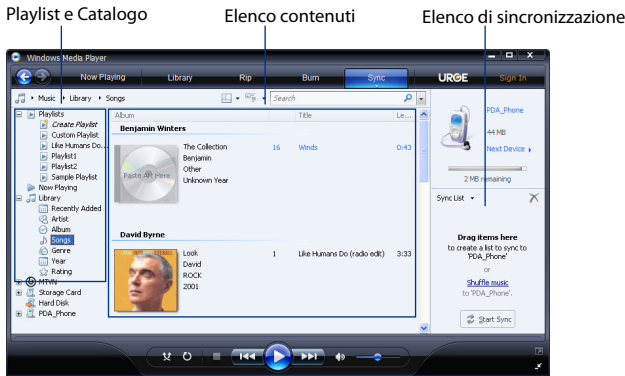 Playlist e Catalogo
Elenco contenuti
Elenco di sincronizzazione
Windows Media Player
Now Playing
Library
Rip
Burn
Sync
URGE
Sign In
Music
Library
Songs
Search
Playlists
Create Playlist
Custom Playlist
Like Humans Do...
Playlist1
Playlist2
Sample Playlist
Now Playing
Library
Recently Added
Artist
Album
Songs
Genre
Year
Rating
MTVN
Storage Card
Hard Disk
PDA_Phone
Album
Title
Le...
Benjamin Winters
Paste Art Here
The Collection
16
Winds
0:43
Benjamin
Other
Unknown Year
David Byrne
Look
1
Like Humans Do (radio edit)
3:33
David
ROCK
2001
PDA_Phone
44 MB
Next Device
2 MB remaining
Sync List
Drag items here
to create a list to sync to
'PDA_Phone'
or
Shuffle music
to 'PDA_Phone'.
Start Sync